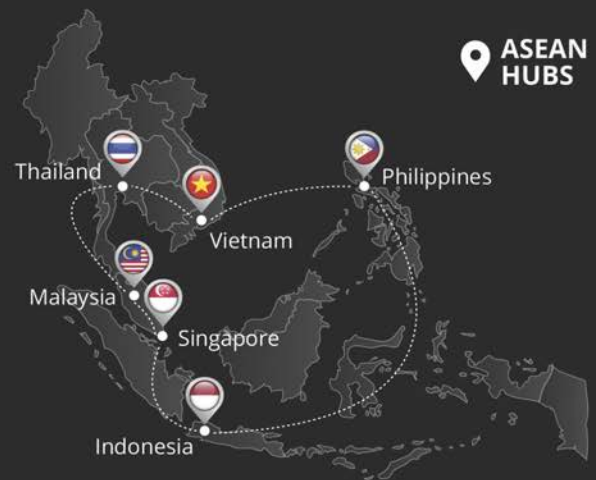 ASEAN
HUBS
Thailand
Philippines
Vietnam
Malaysia
Singapore
Indonesia